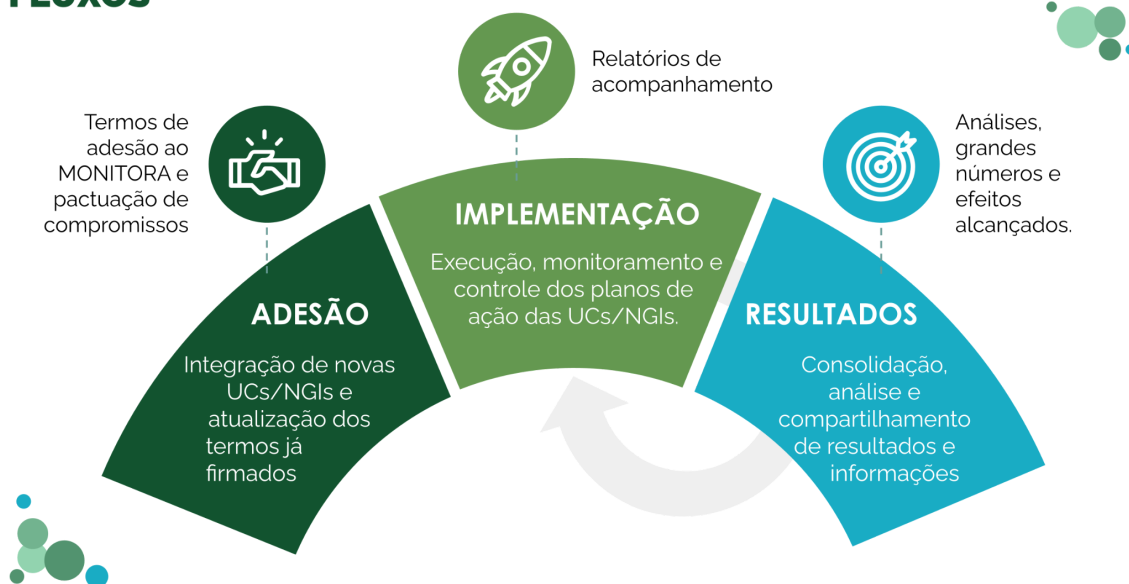 FLUXOS
Termos de
adesão ao
MONITORA e
pactuação de
compromissos
ADESÃO
Integração de novas
UCs/NGIs e
atualização dos
termos já
firmados
Relatórios de
acompanhamento
IMPLEMENTAÇÃO
Execução, monitoramento e
controle dos planos de
ação das UCs/NGIs.
Análises,
grandes
números e
efeitos
alcançados.
RESULTADOS
Consolidação,
análise e
compartilhamento
de resultados e
informações